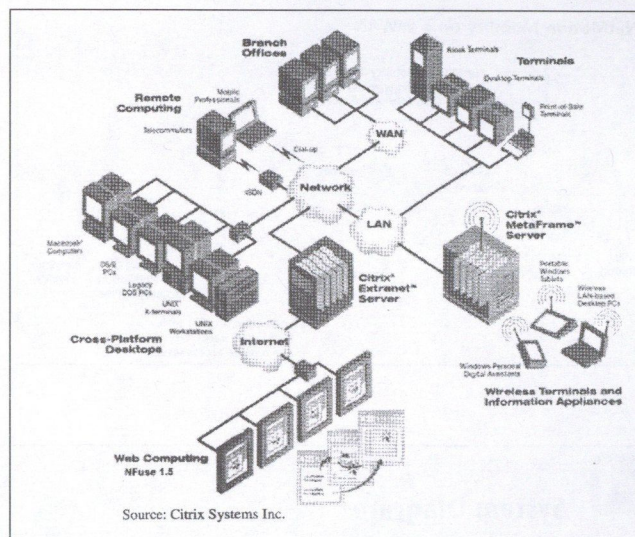 Branch
Offices
Terminals
Kiosk Terminals
Desktop Terminals
Point-of-Sale
Terminals
Remote
Computing
Mobile
Professionals
Telecommuters
Dial-up
ISDN
WAN
Network
LAN
Citrix®
MetaFrame™
Server
Macintosh®
Computers
OS/2
PCs
Legacy
DOS PCs
UNIX®
X-terminals
UNIX
Workstations
Cross-Platform
Desktops
Citrix®
Extranet™
Server
Internet
Portable
Windows
Tablets
Wireless
LAN-based
Desktop PCs
Windows Personal
Digital Assistants
Wireless Terminals and
Information Appliances
Web Computing
NFuse 1.5
Source: Citrix Systems Inc.